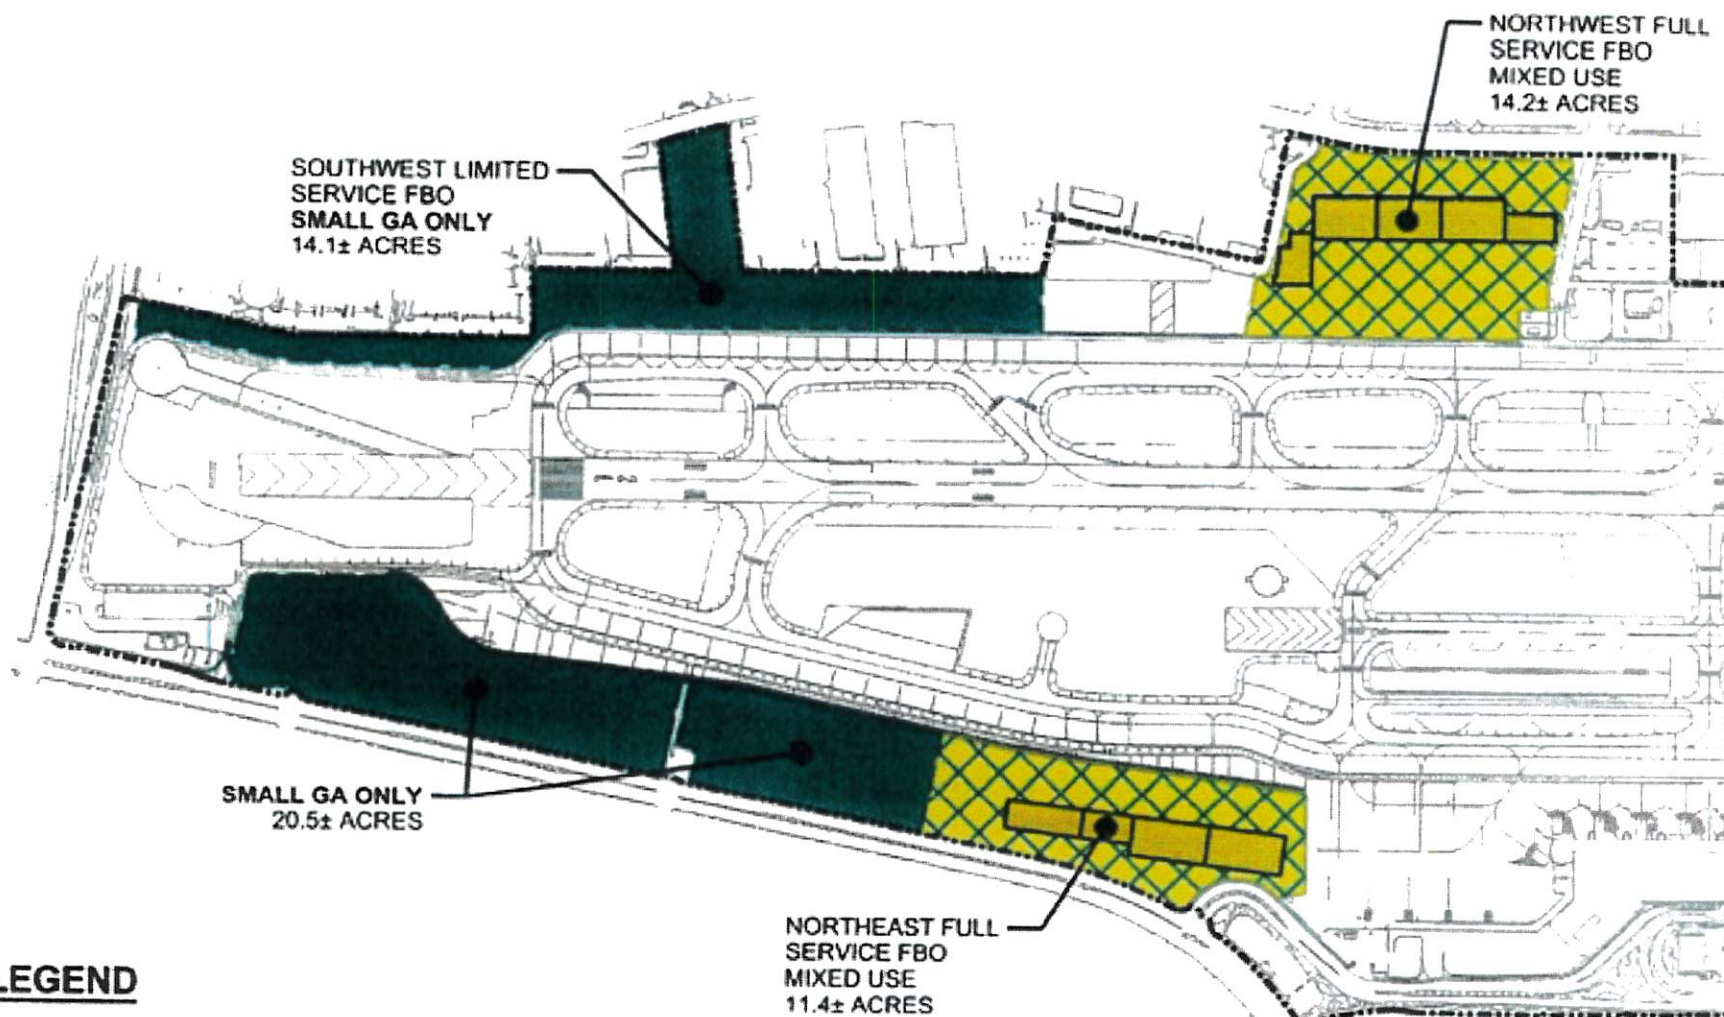 NORTHWEST FULL
SERVICE FBO
MIXED USE
14.2± ACRES
SOUTHWEST LIMITED
SERVICE FBO
SMALL GA ONLY
14.1± ACRES
SMALL GA ONLY
20.5± ACRES
NORTHEAST FULL
SERVICE FBO
MIXED USE
11.4± ACRES
LEGEND